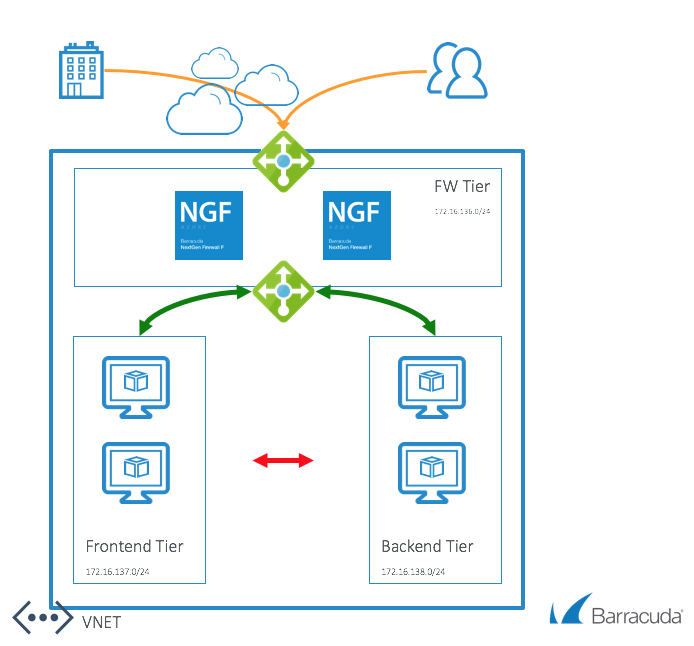 FW Tier
172.16.136.0/24
NGF
AZURE
Barracuda
NextGen Firewall F
NGF
AZURE
Barracuda
NextGen Firewall F
Frontend Tier
172.16.137.0/24
Backend Tier
172.16.138.0/24
VNET
Barracuda